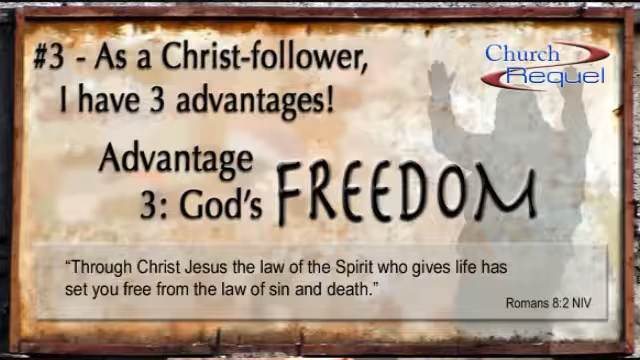 #3 - As a Christ-follower,
I have 3 advantages!
Church
Requel
Advantage
3: God's FREEDOM
“Through Christ Jesus the law of the Spirit who gives life has
set you free from the law of sin and death.”
Romans 8:2 NIV